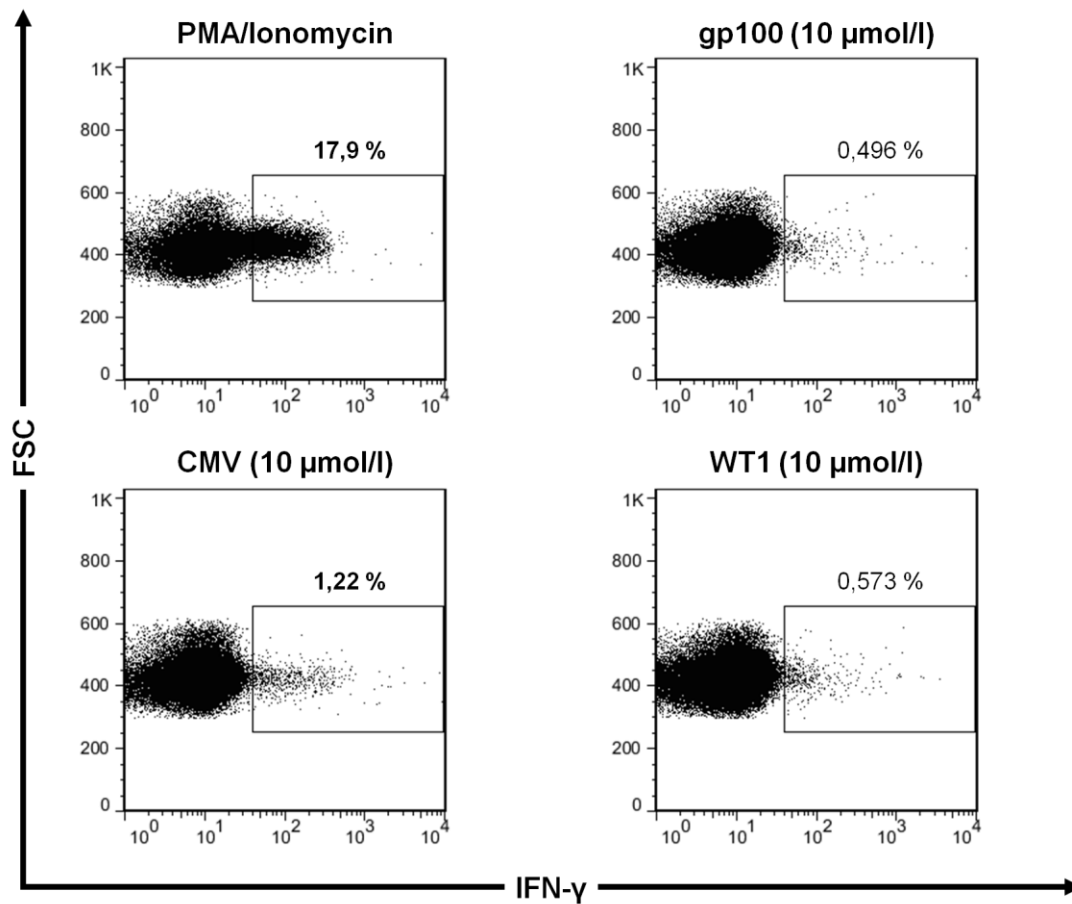 PMA/Ionomycin
1K
800
600
400
200
0
17,9 %
10^0 10^1 10^2 10^3 10^4
gp100 (10 µmol/l)
1K
800
600
400
200
0
0,496 %
10^0 10^1 10^2 10^3 10^4
FSC
CMV (10 µmol/l)
1K
800
600
400
200
0
1,22 %
10^0 10^1 10^2 10^3 10^4
WT1 (10 µmol/l)
1K
800
600
400
200
0
0,573 %
10^0 10^1 10^2 10^3 10^4
IFN-γ